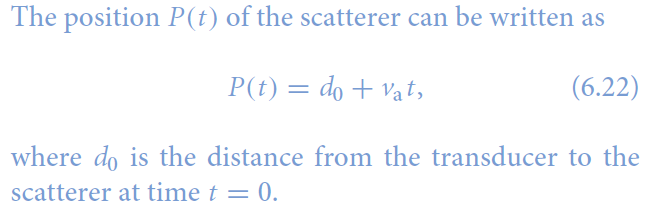 The position P(t) of the scatterer can be written as
P(t) = d₀ + vₐt, (6.22)
where d₀ is the distance from the transducer to the
scatterer at time t = 0.